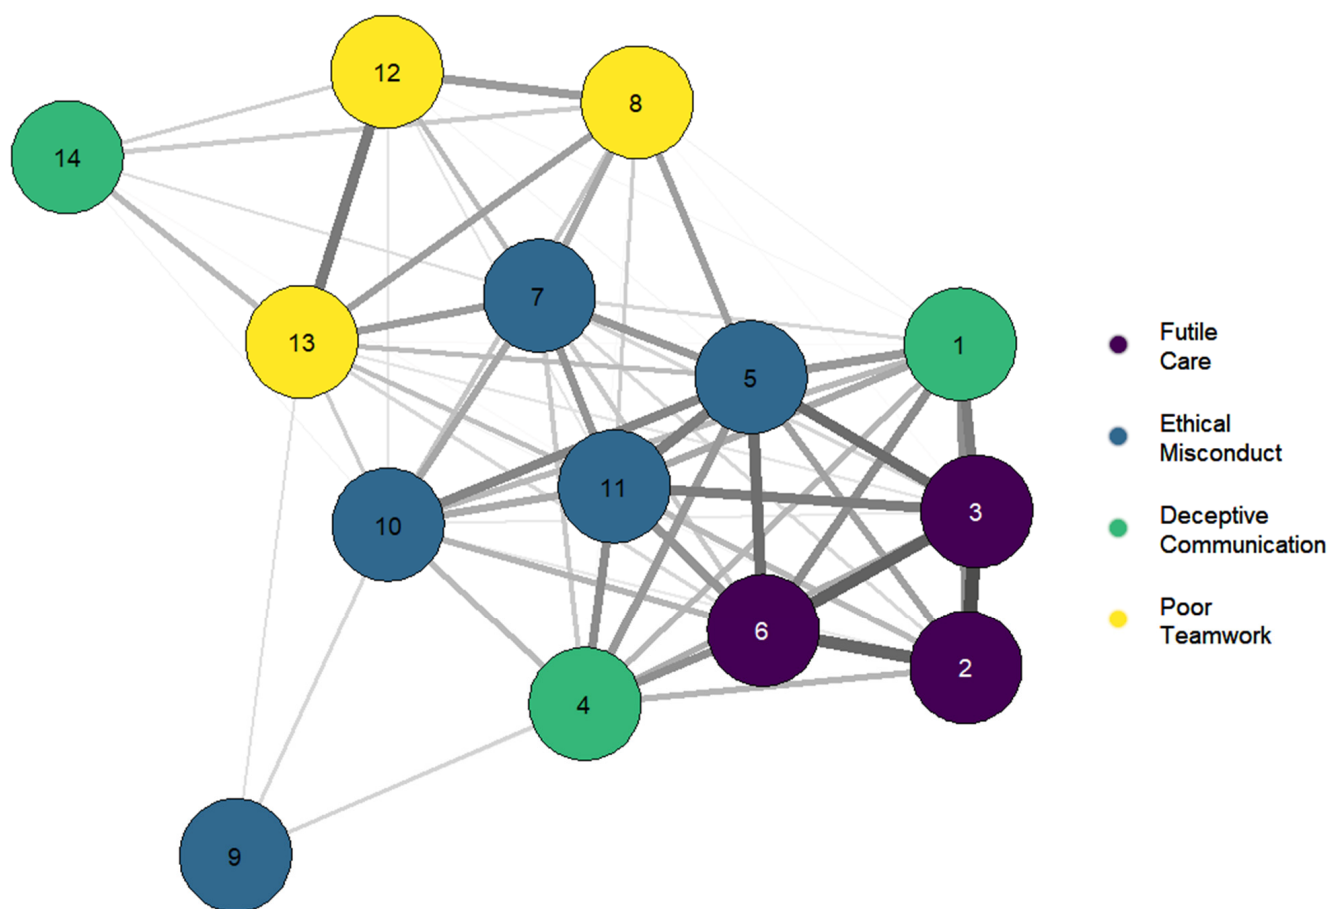 12
8
14
7
13
1
5
11
3
10
6
2
4
9
Futile
Care
Ethical
Misconduct
Deceptive
Communication
Poor
Teamwork